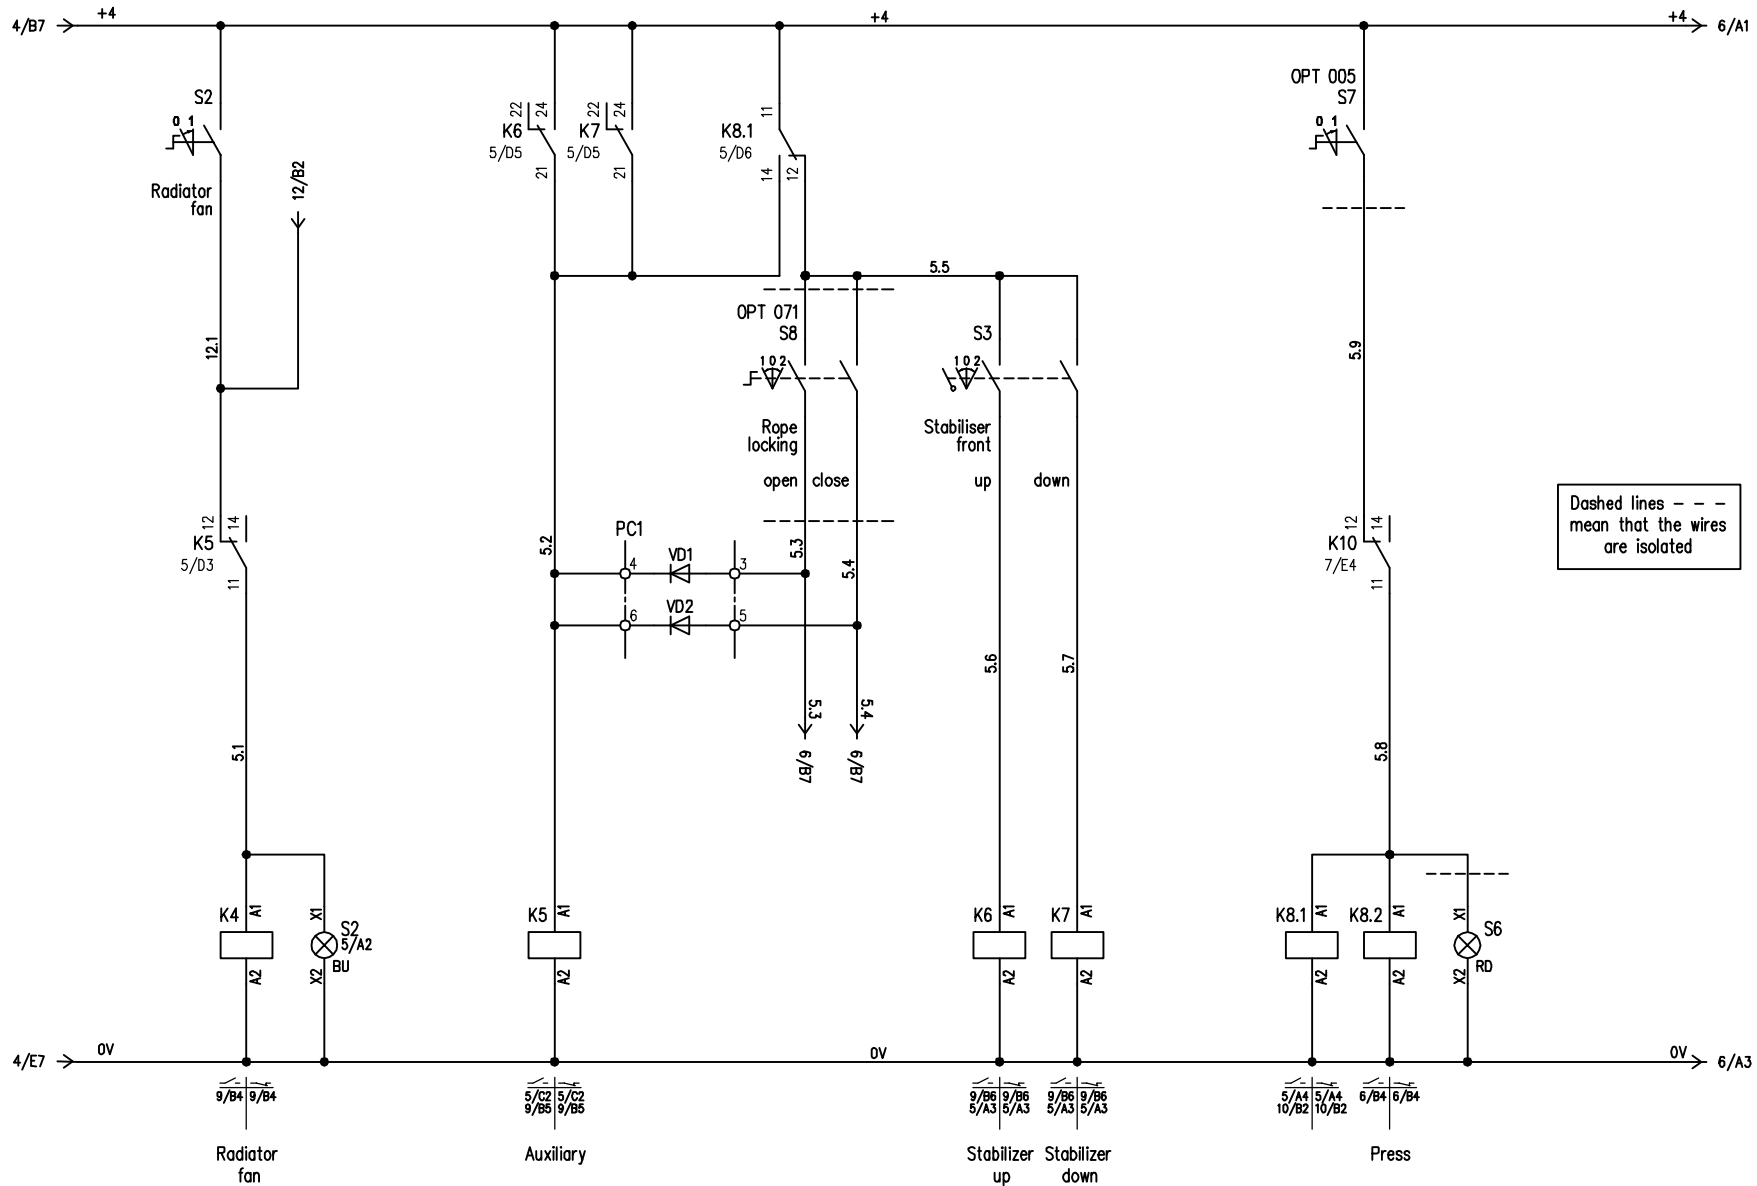 4/B7
+4
+4
+4
6/A1
S2
0 1
Radiator
fan
12/B2
12.1
12
14
K5
5/D3
11
5.1
K4
A1
A2
X1
X2
S2
5/A2
BU
22
24
K6
5/D5
21
22
24
K7
5/D5
21
11
K8.1
5/D6
14
12
5.5
OPT 071
S8
1 0 2
Rope
locking
open
close
S3
1 0 2
Stabiliser
front
up
down
5.2
PC1
4
VD1
3
6
VD2
5
5.3
5.4
5.3
5.4
6/B7
6/B7
5.6
5.7
K5
A1
A2
K6
A1
A2
K7
A1
A2
OPT 005
S7
0 1
5.9
12
14
K10
7/E4
11
5.8
Dashed lines – – –
mean that the wires
are isolated
K8.1
A1
A2
K8.2
A1
A2
X1
X2
S6
RD
4/E7
0V
0V
0V
6/A3
9/B4
9/B4
5/C2
5/C2
9/B5
9/B5
9/B6
9/B6
5/A3
5/A3
9/B6
9/B6
5/A3
5/A3
5/A4
5/A4
10/B2
10/B2
6/B4
6/B4
Radiator
fan
Auxiliary
Stabilizer
up
Stabilizer
down
Press